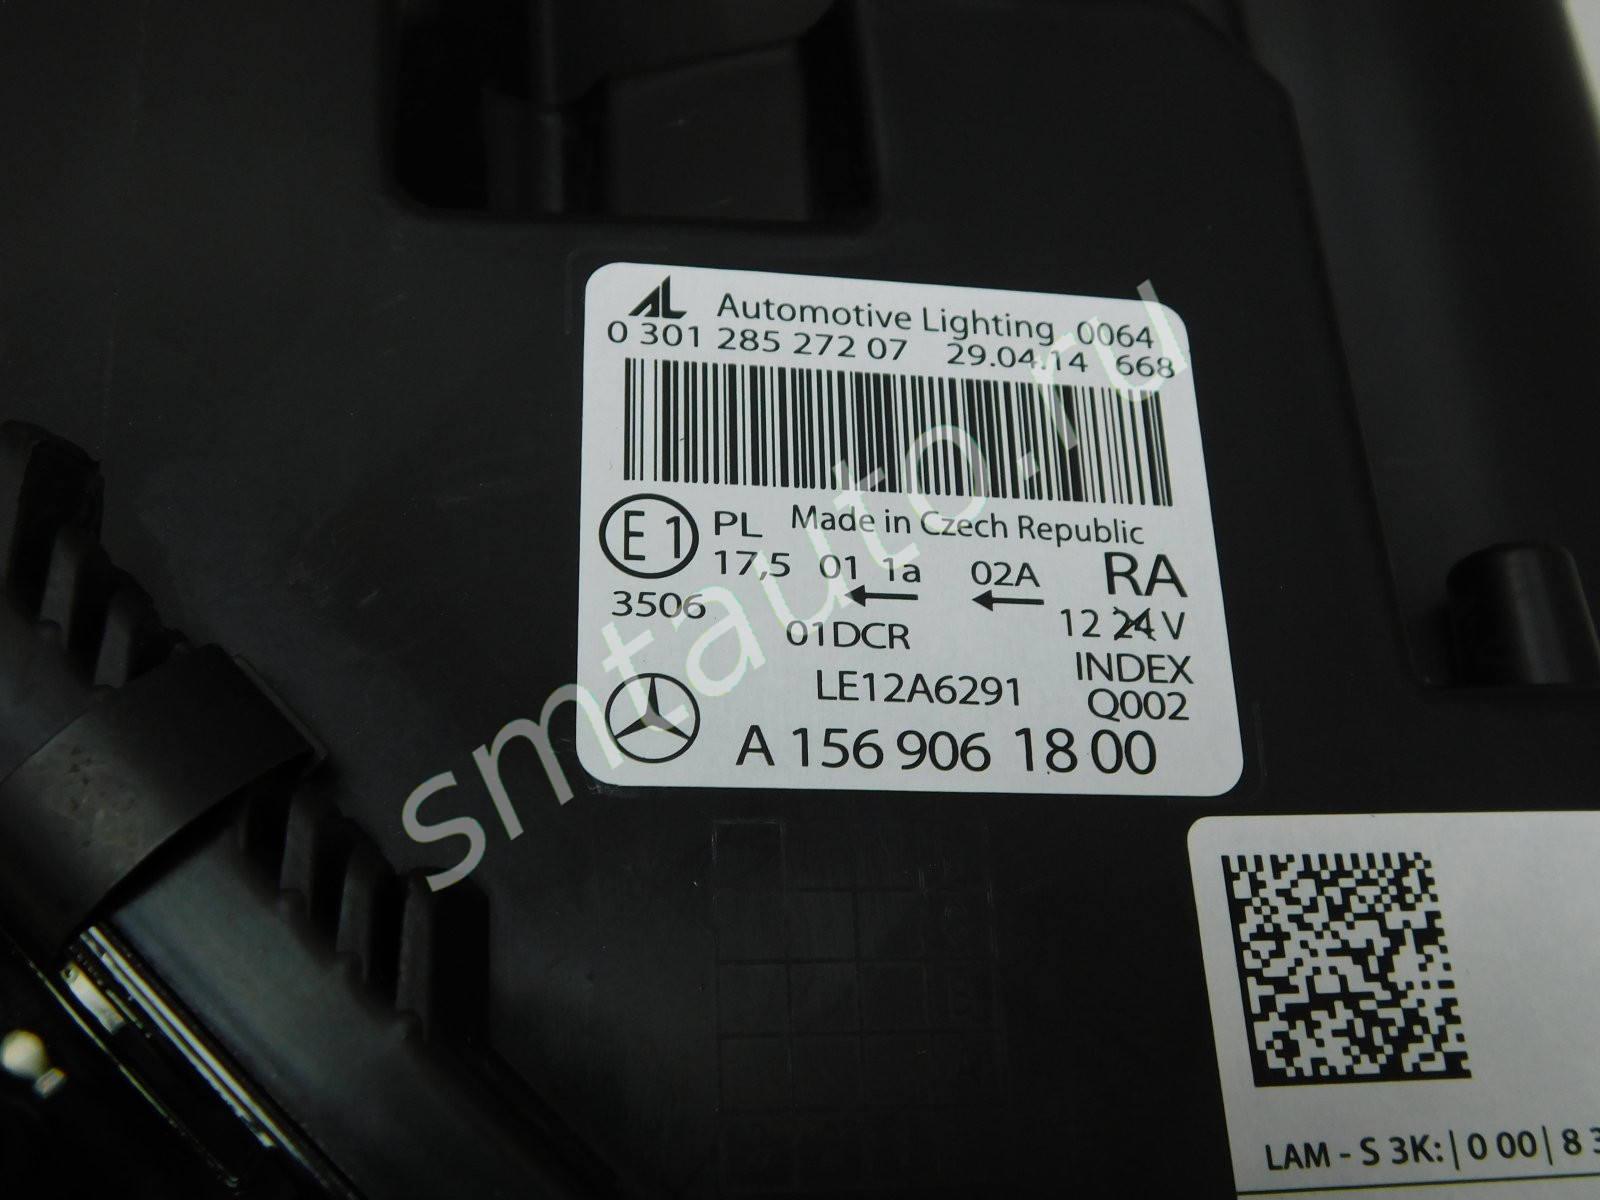 AL Automotive Lighting 0064
0 301 285 272 07 29.04.14 668
E1 PL Made in Czech Republic
17,5 01 1a 02A RA
3506 01DCR 12 24 V
LE12A6291 INDEX
Q002
A 156 906 18 00
smtauto.ru
LAM - S 3K: | 0 00 | 8